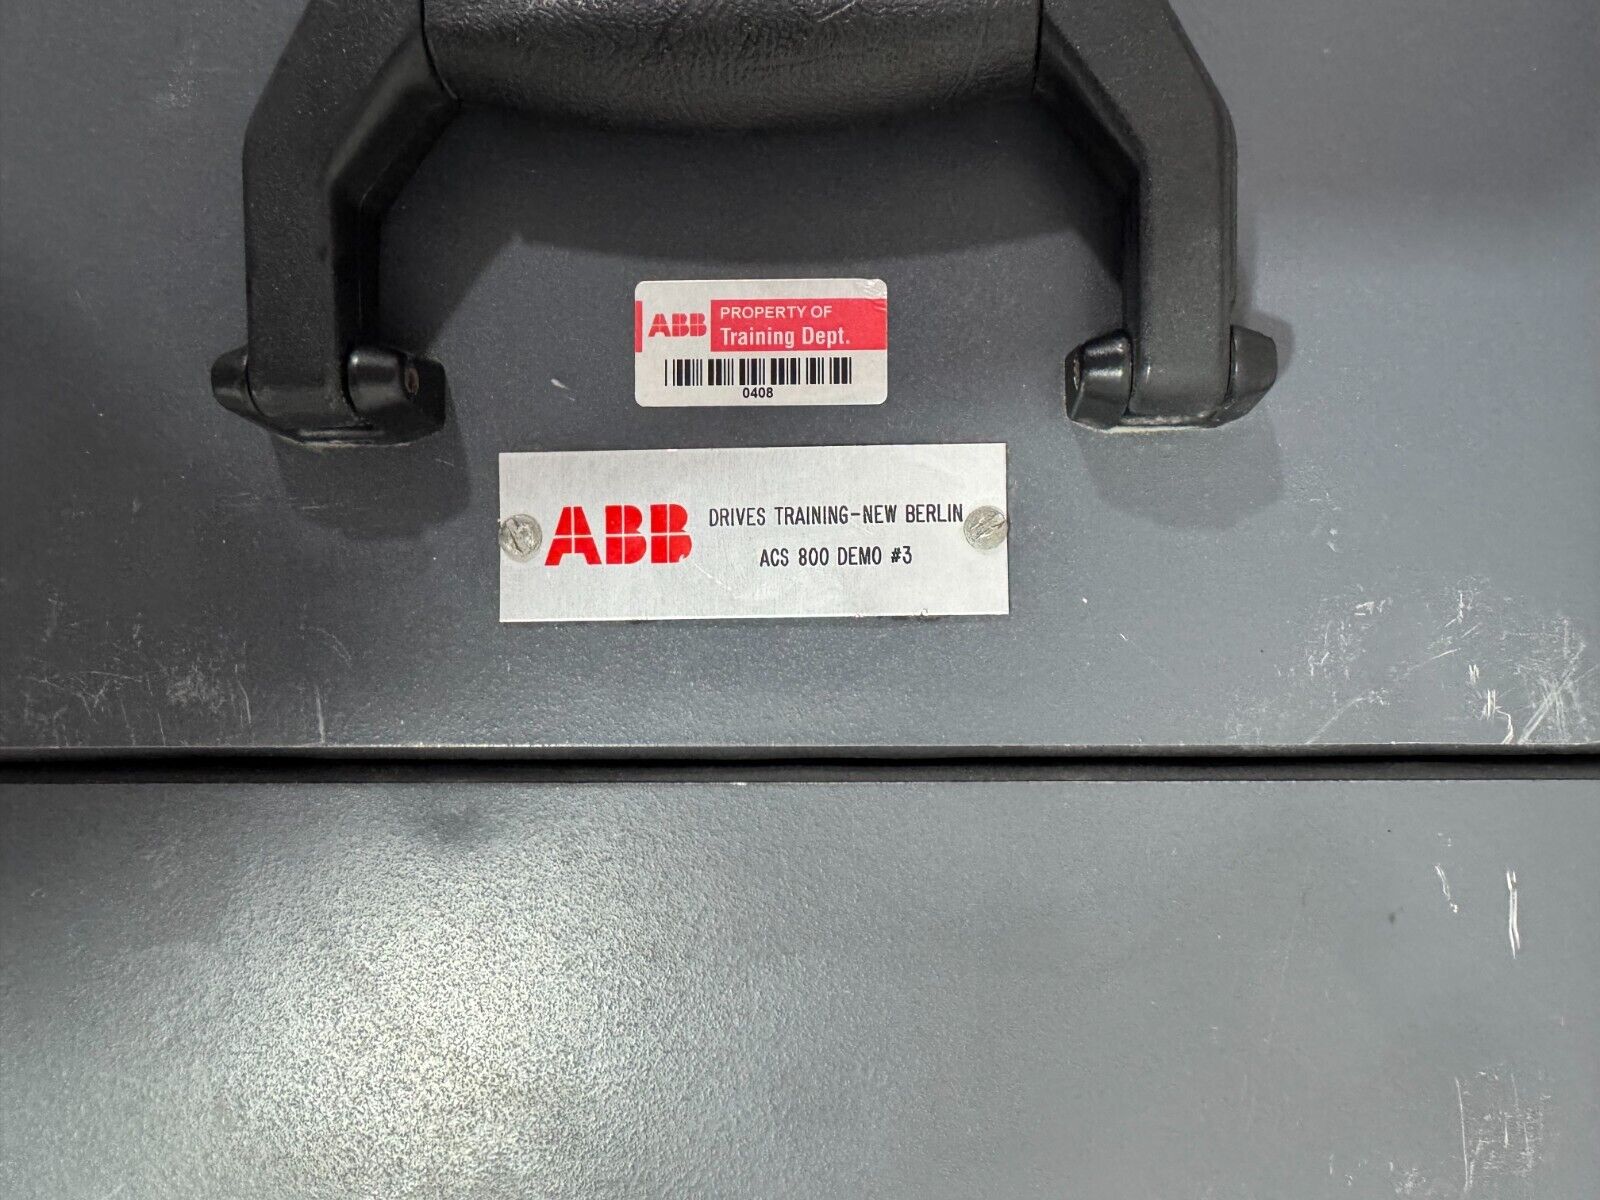 ABB PROPERTY OF
Training Dept.
0408
ABB DRIVES TRAINING-NEW BERLIN
ACS 800 DEMO #3